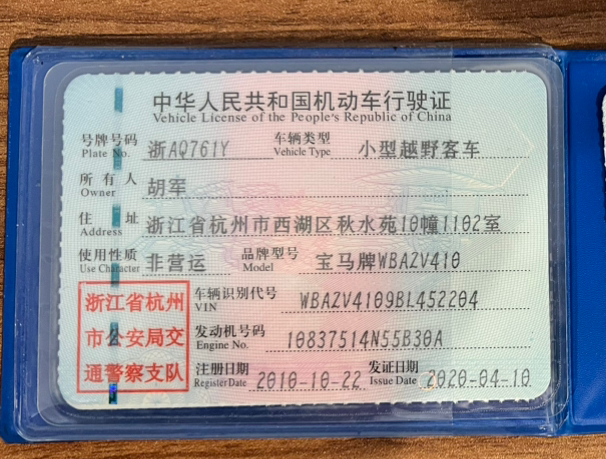 中华人民共和国机动车行驶证
Vehicle License of the People's Republic of China
号牌号码 浙AQ761Y 车辆类型 小型越野客车
Plate No. Vehicle Type
所有人 胡军
Owner
住址 浙江省杭州市西湖区秋水苑10幢1102室
Address
使用性质 非营运 品牌型号 宝马牌WBAZV410
Use Character Model
浙江省杭州
市公安局交
通警察支队
车辆识别代号 WBAZV4109BL452204
VIN
发动机号码 10837514N55B30A
Engine No.
注册日期 2010-10-22 发证日期 2020-04-10
Register Date Issue Date